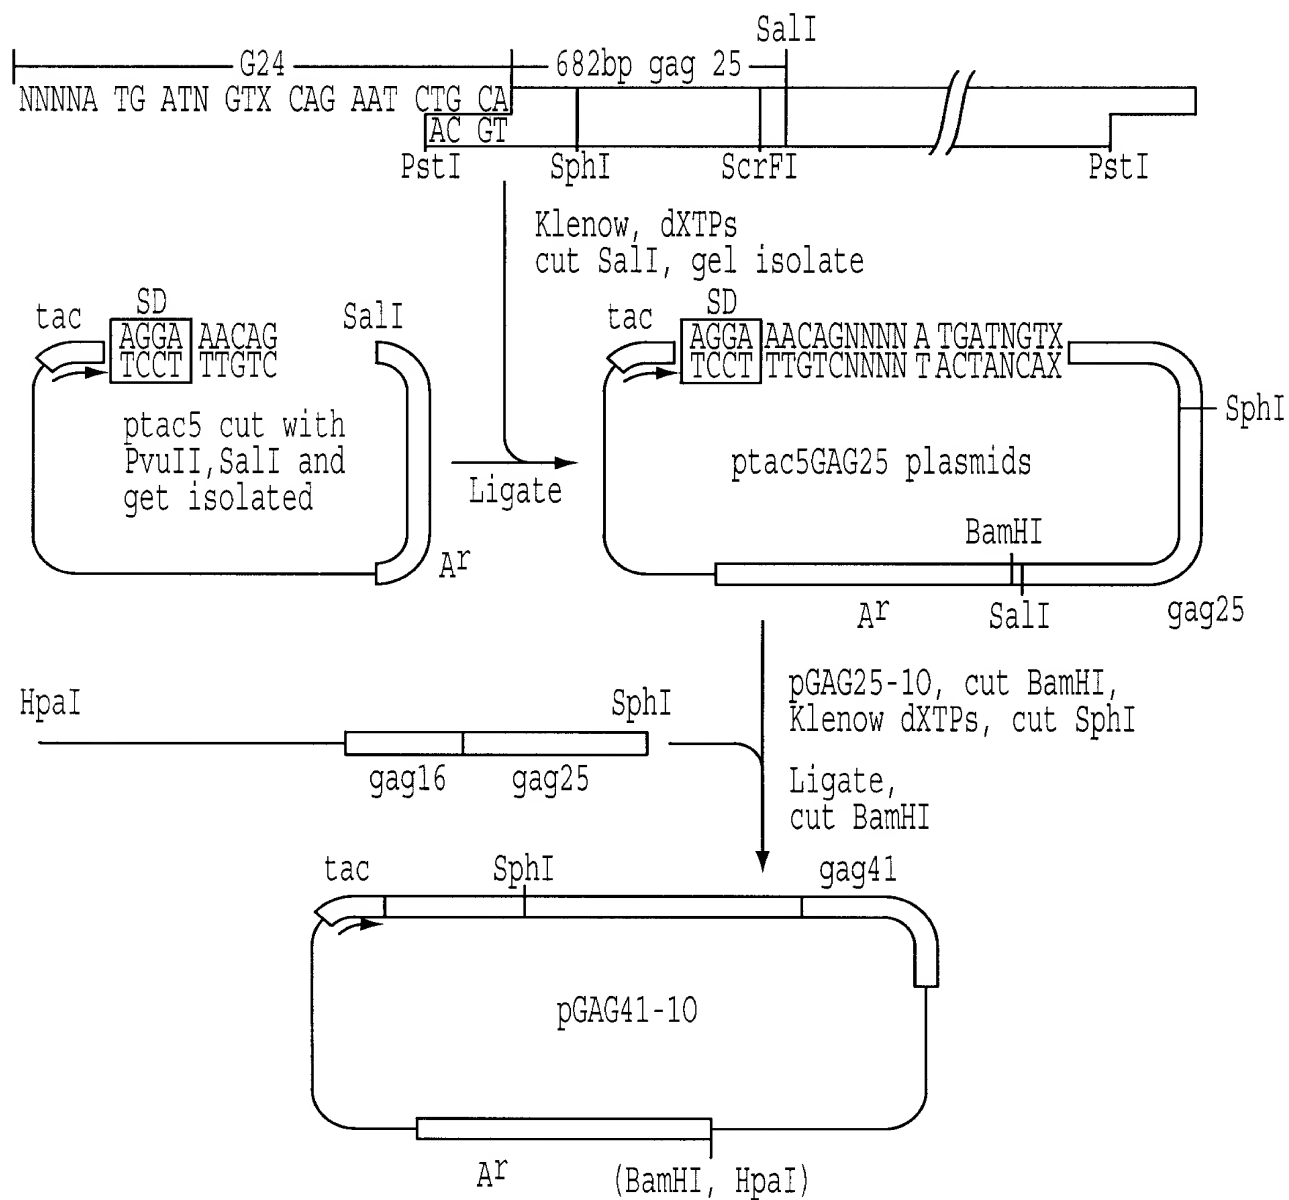 SalI
G24
682bp gag 25
NNNNA TG ATN GTX CAG AAT CTG CA
AC GT
PstI
SphI
ScrFI
PstI
Klenow, dXTPs
cut SalI, gel isolate
tac
SD
AGGA AACAG
TCCT TTGTC
SalI
ptac5 cut with
PvuII,SalI and
get isolated
Ar
Ligate
tac
SD
AGGA AACAGNNNN A TGATNGTX
TCCT TTGTCNNNN T ACTANCAX
SphI
ptac5GAG25 plasmids
BamHI
Ar
SalI
gag25
HpaI
SphI
gag16
gag25
pGAG25-10, cut BamHI,
Klenow dXTPs, cut SphI
Ligate,
cut BamHI
tac
SphI
gag41
pGAG41-10
Ar
(BamHI, HpaI)